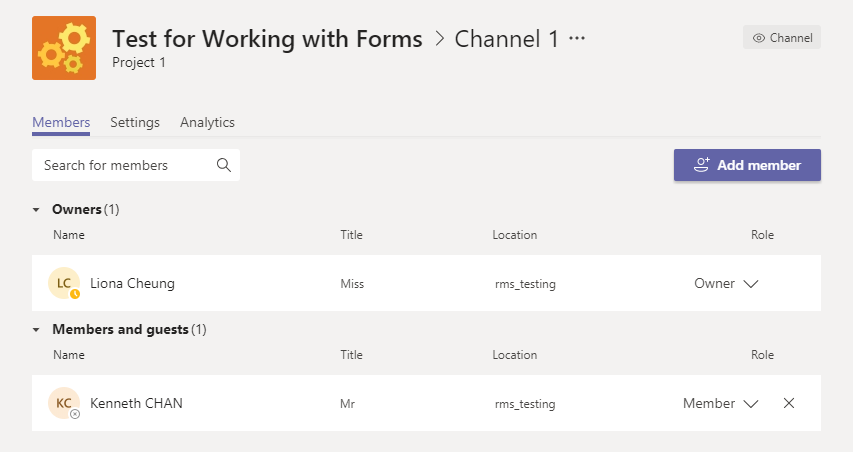 Test for Working with Forms > Channel 1 ···
Channel
Project 1
Members Settings Analytics
Search for members
Add member
Owners (1)
Name Title Location Role
LC Liona Cheung Miss rms_testing Owner
Members and guests (1)
Name Title Location Role
KC Kenneth CHAN Mr rms_testing Member